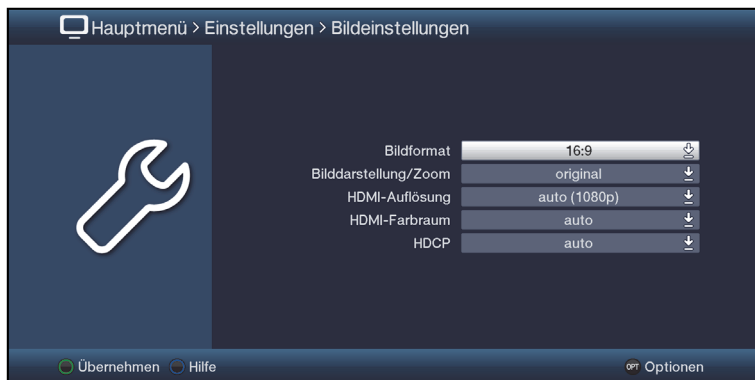 Hauptmenü > Einstellungen > Bildeinstellungen
Bildformat 16:9
Bilddarstellung/Zoom original
HDMI-Auflösung auto (1080p)
HDMI-Farbraum auto
HDCP auto
Übernehmen Hilfe OPT Optionen